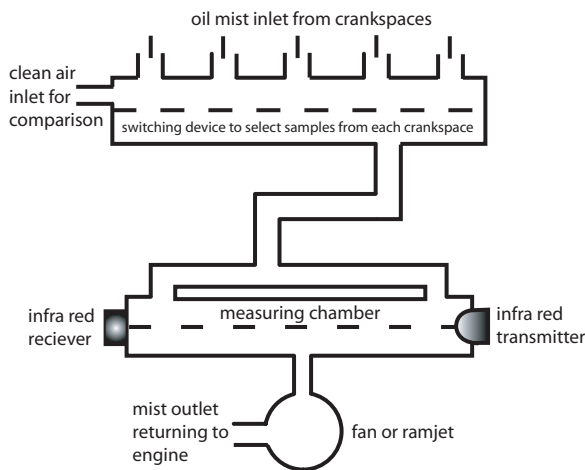 oil mist inlet from crankspaces
clean air
inlet for
comparison
switching device to select samples from each crankspace
infra red
reciever
measuring chamber
infra red
transmitter
mist outlet
returning to
engine
fan or ramjet